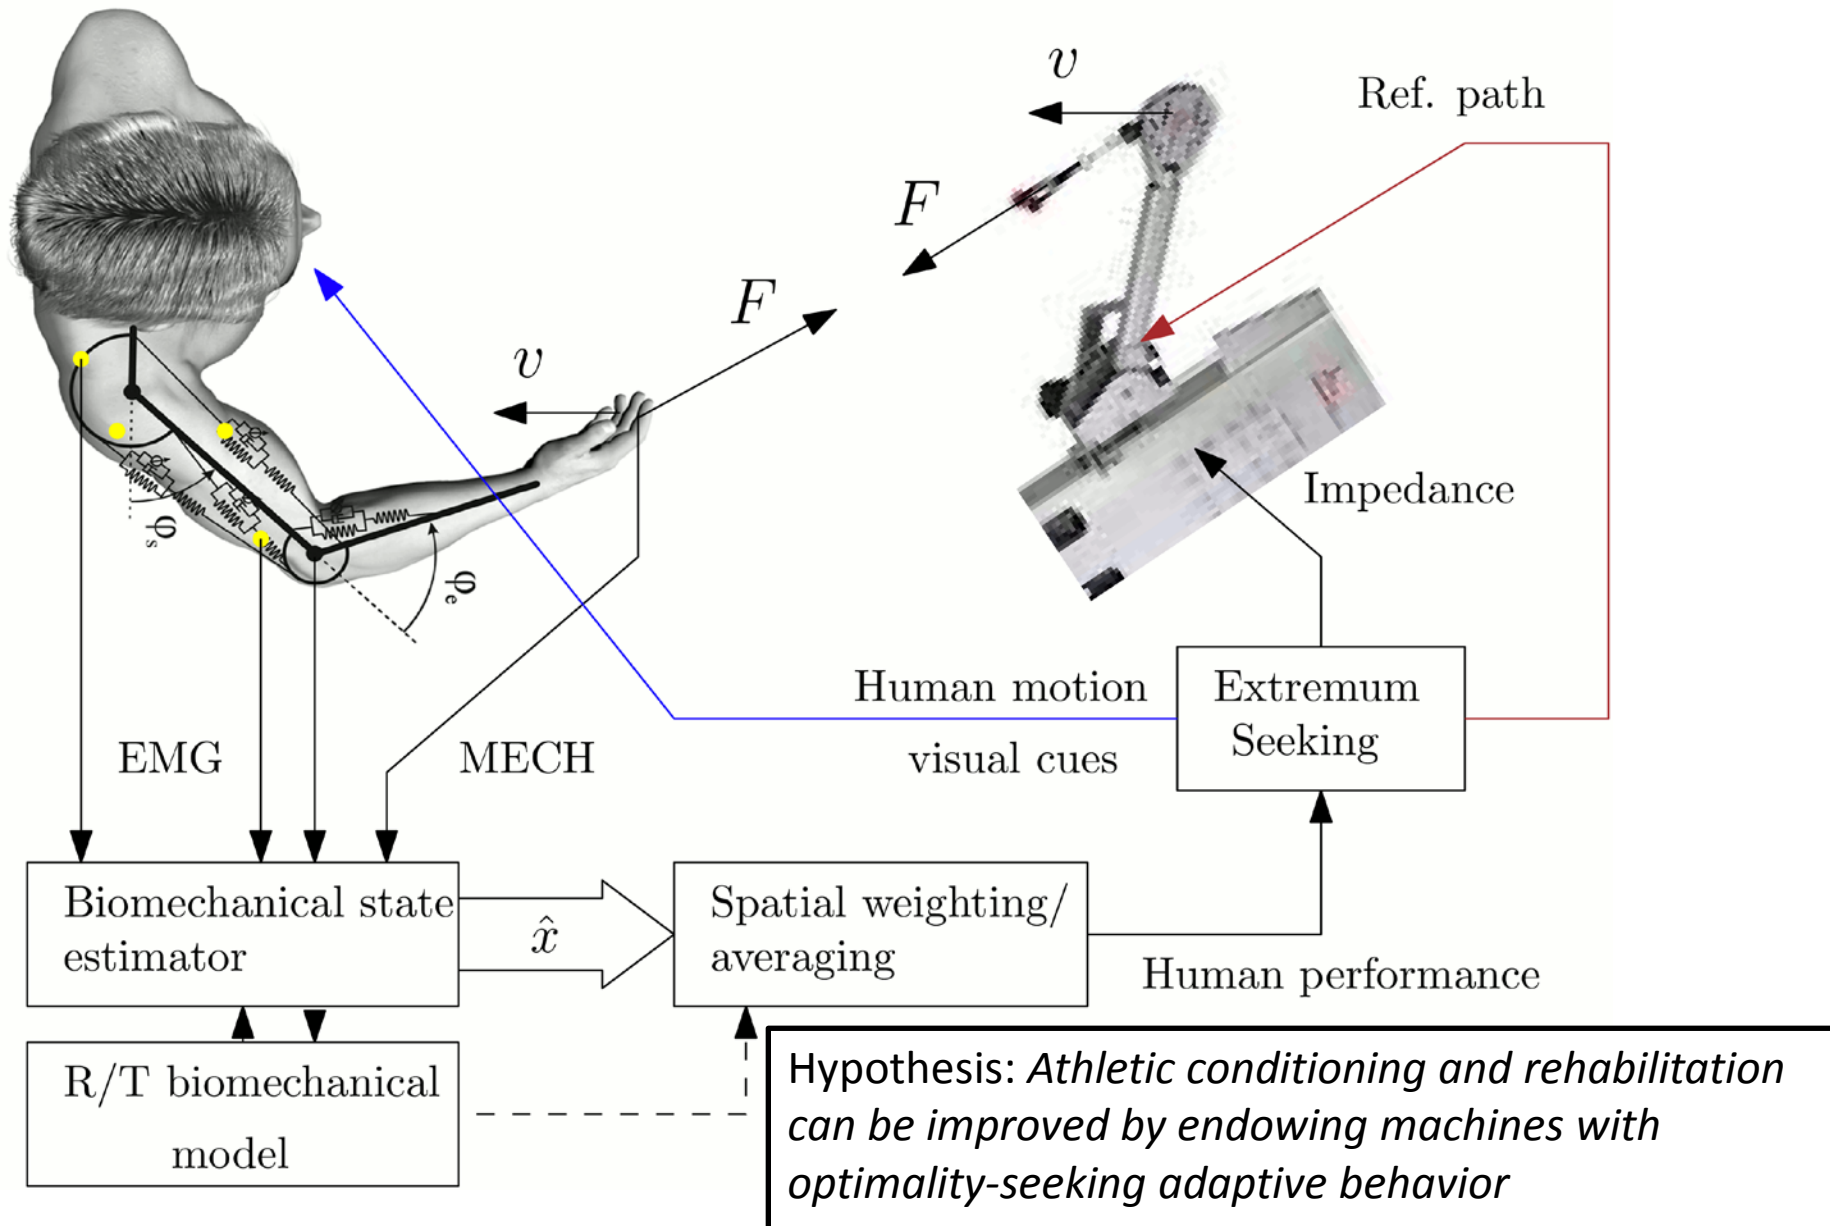 v
Ref. path
F
F
v
Impedance
φs
φe
Human motion
visual cues
Extremum
Seeking
EMG
MECH
Biomechanical state
estimator
x̂
Spatial weighting/
averaging
Human performance
R/T biomechanical
model
Hypothesis: Athletic conditioning and rehabilitation
can be improved by endowing machines with
optimality-seeking adaptive behavior